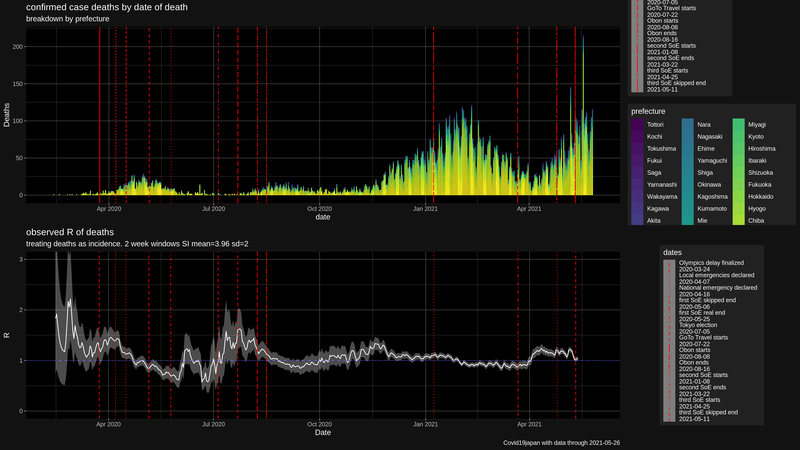 confirmed case deaths by date of death
breakdown by prefecture
200
150
100
50
0
Deaths
Apr 2020
Jul 2020
Oct 2020
Jan 2021
Apr 2021
date
2020-07-05
GoTo Travel starts
2020-07-22
Obon starts
2020-08-08
Obon ends
2020-08-16
second SoE starts
2021-01-08
second SoE ends
2021-03-22
third SoE starts
2021-04-25
third SoE skipped end
2021-05-11
prefecture
Tottori
Kochi
Tokushima
Fukui
Saga
Yamanashi
Wakayama
Kagawa
Akita
Nara
Nagasaki
Ehime
Yamaguchi
Shiga
Okinawa
Kagoshima
Kumamoto
Mie
Miyagi
Kyoto
Hiroshima
Ibaraki
Shizuoka
Fukuoka
Hokkaido
Hyogo
Chiba
observed R of deaths
treating deaths as incidence. 2 week windows SI mean=3.96 sd=2
3
2
1
0
R
Apr 2020
Jul 2020
Oct 2020
Jan 2021
Apr 2021
Date
dates
Olympics delay finalized
2020-03-24
Local emergencies declared
2020-04-07
National emergency declared
2020-04-16
first SoE skipped end
2020-05-06
first SoE real end
2020-05-25
Tokyo election
2020-07-05
GoTo Travel starts
2020-07-22
Obon starts
2020-08-08
Obon ends
2020-08-16
second SoE starts
2021-01-08
second SoE ends
2021-03-22
third SoE starts
2021-04-25
third SoE skipped end
2021-05-11
Covid19japan with data through 2021-05-26